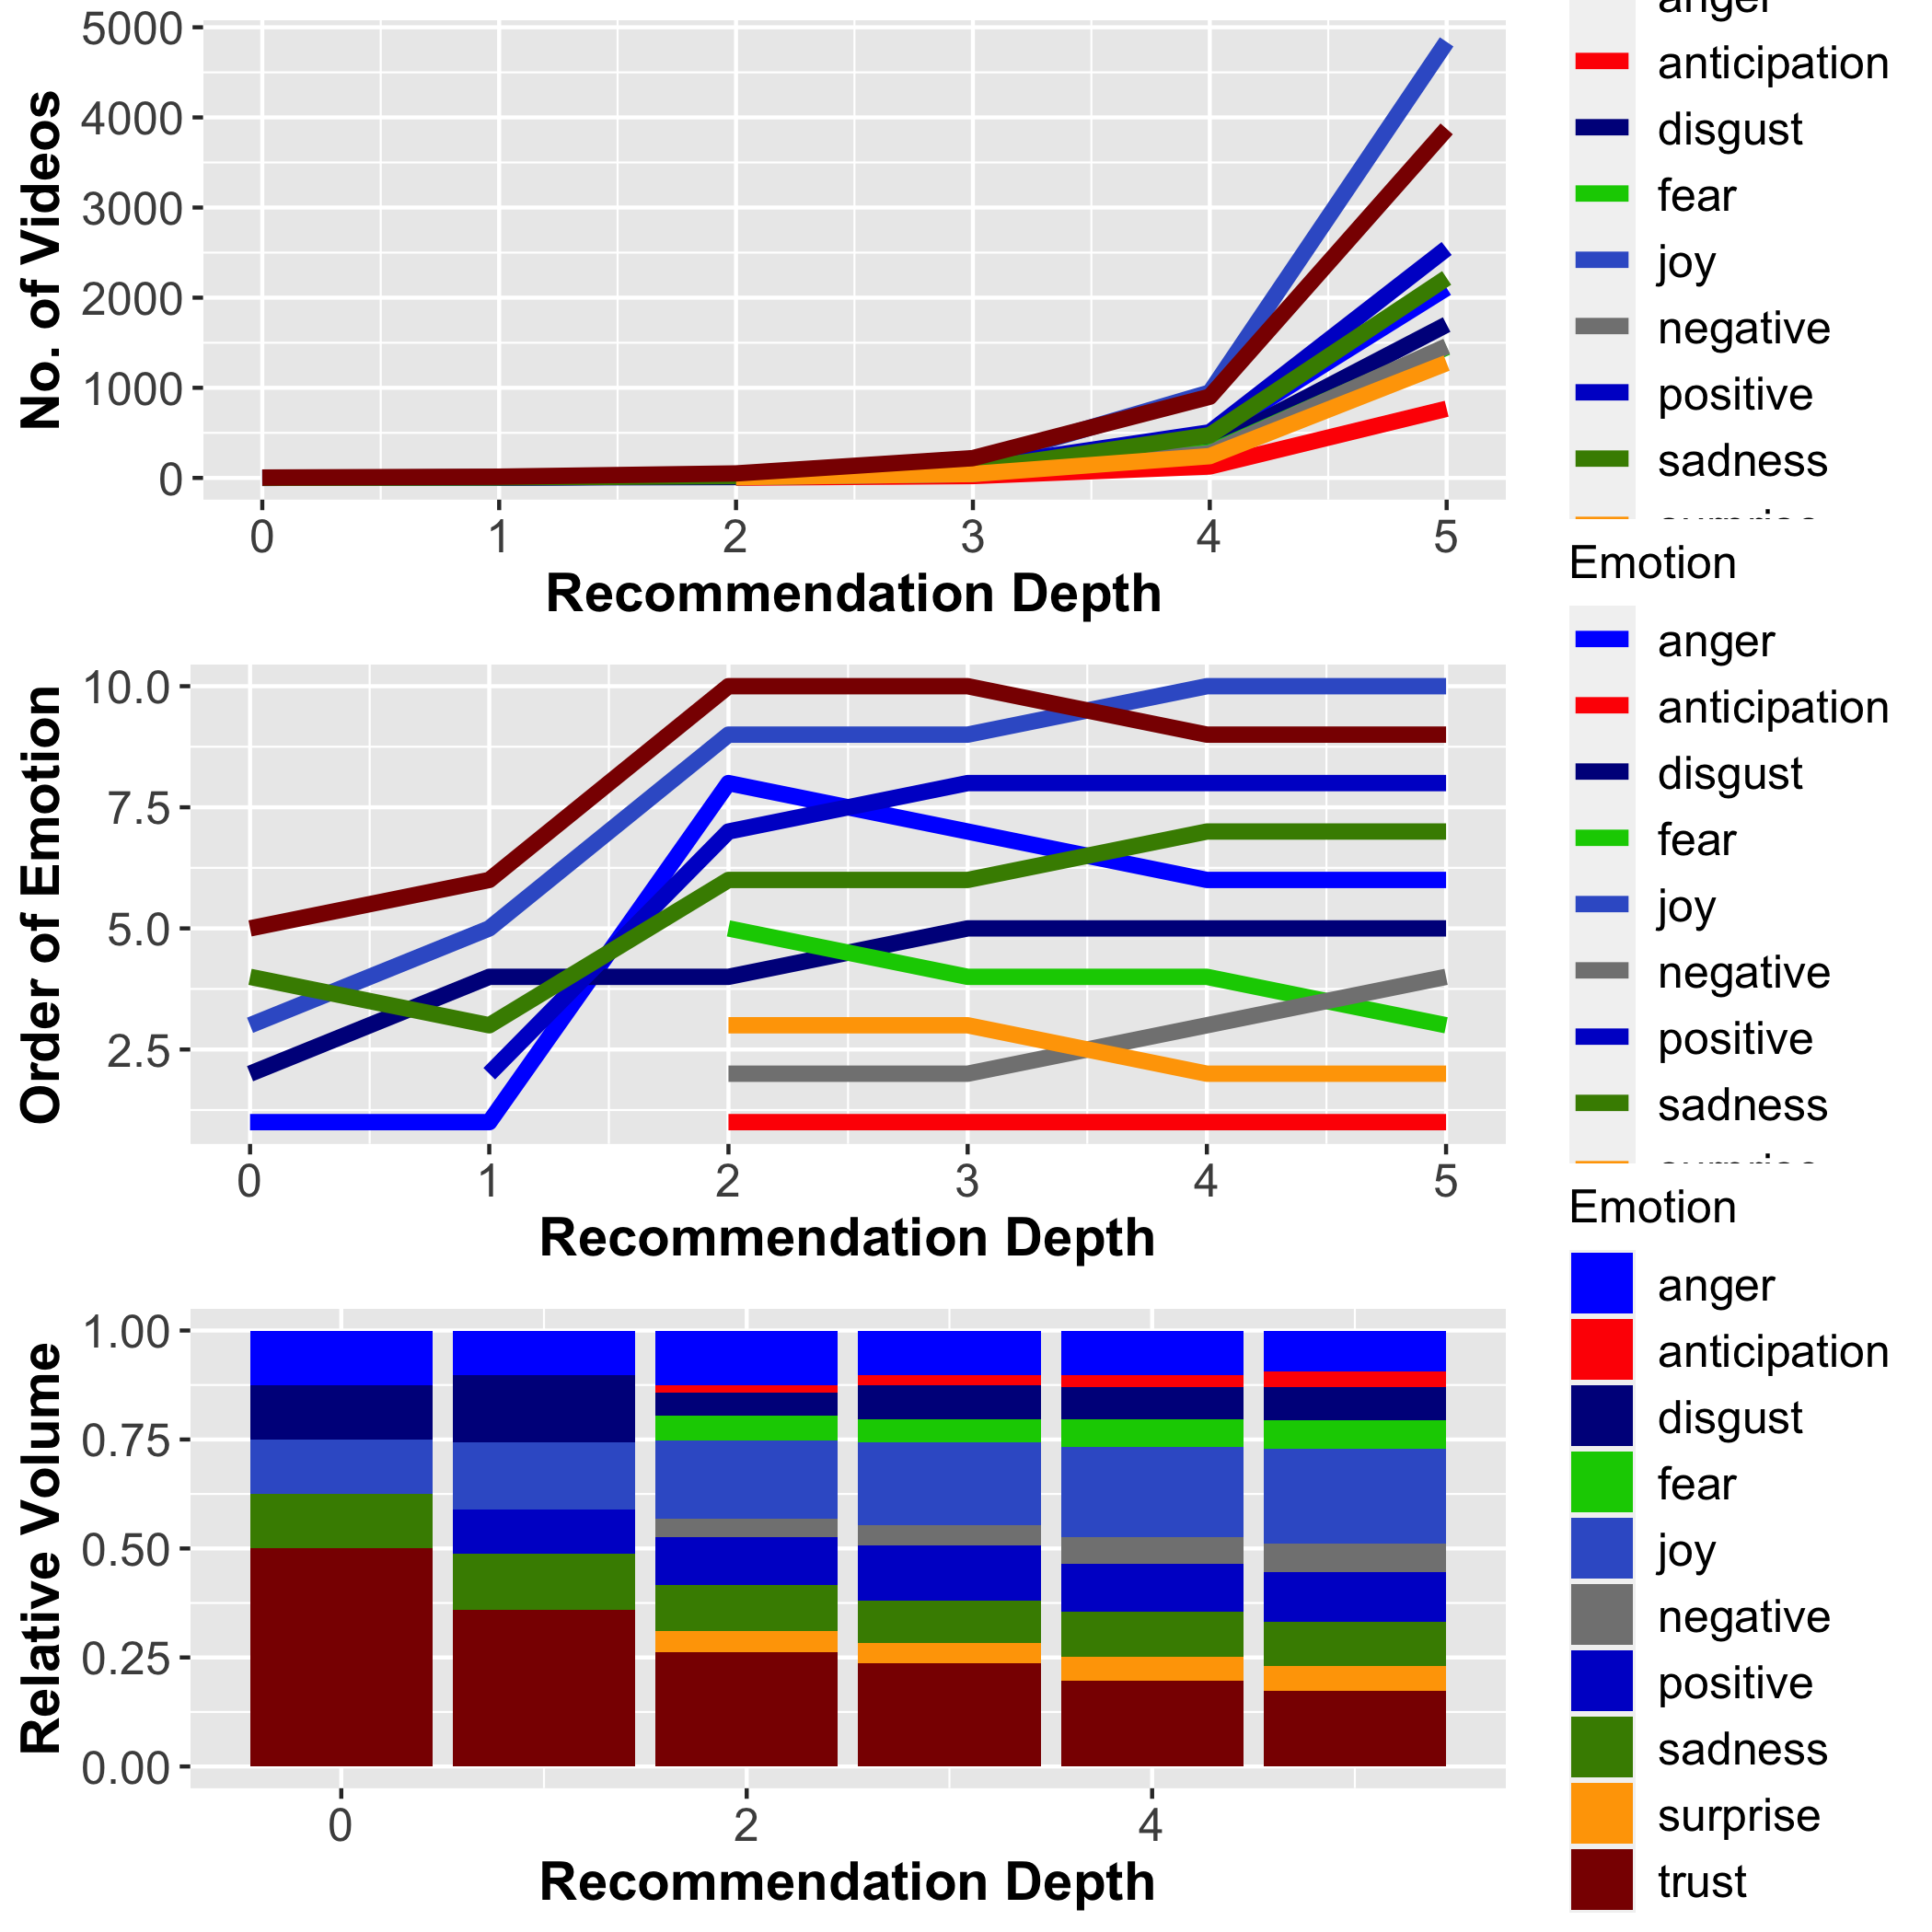 5000
4000
3000
2000
1000
0
No. of Videos
0 1 2 3 4 5
Recommendation Depth
anger
anticipation
disgust
fear
joy
negative
positive
sadness
10.0
7.5
5.0
2.5
Order of Emotion
0 1 2 3 4 5
Recommendation Depth
Emotion
anger
anticipation
disgust
fear
joy
negative
positive
sadness
1.00
0.75
0.50
0.25
0.00
Relative Volume
0 2 4
Recommendation Depth
Emotion
anger
anticipation
disgust
fear
joy
negative
positive
sadness
surprise
trust